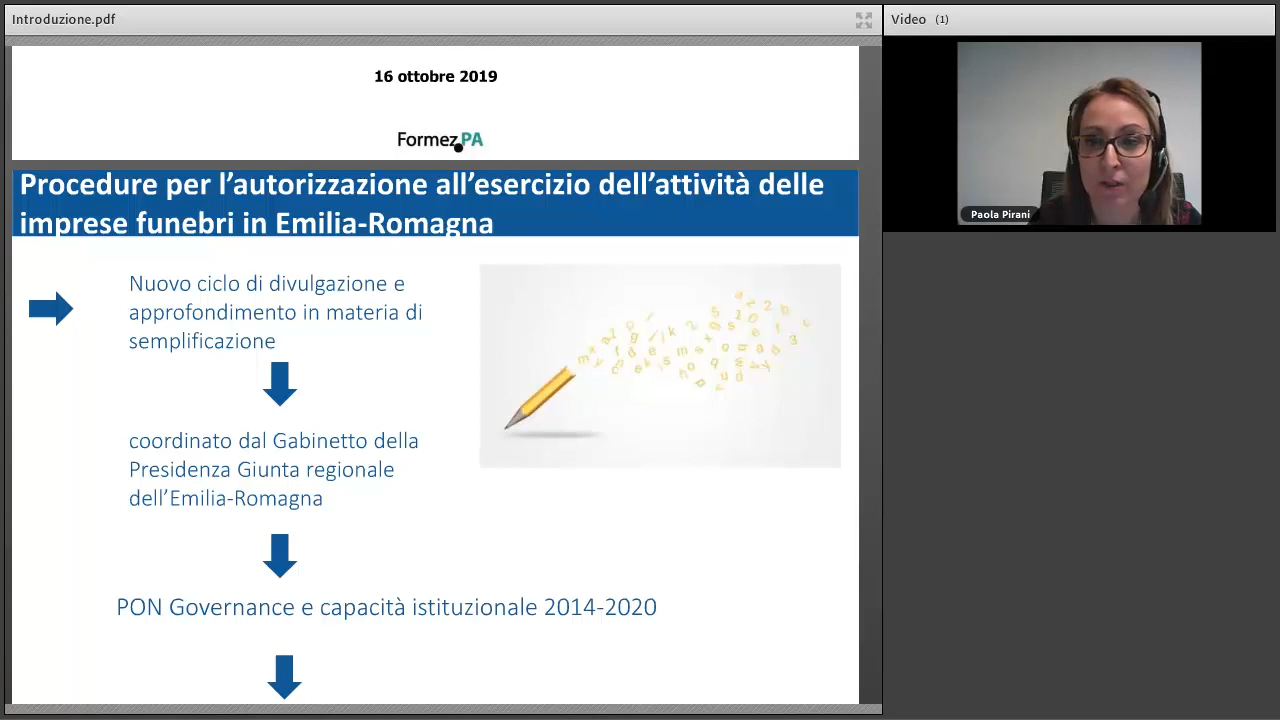 Introduzione.pdf
Video (1)
16 ottobre 2019
Formez PA
Procedure per l’autorizzazione all’esercizio dell’attività delle
imprese funebri in Emilia-Romagna
Nuovo ciclo di divulgazione e
approfondimento in materia di
semplificazione
coordinato dal Gabinetto della
Presidenza Giunta regionale
dell’Emilia-Romagna
PON Governance e capacità istituzionale 2014-2020
Paola Pirani